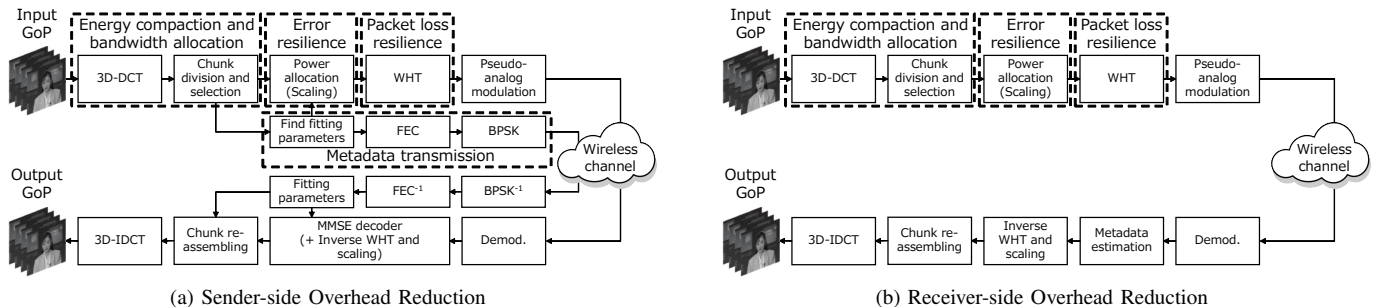 Input
GoP
Energy compaction and
bandwidth allocation
Error
resilience
Packet loss
resilience
3D-DCT
Chunk
division and
selection
Power
allocation
(Scaling)
WHT
Pseudo-
analog
modulation
Find fitting
parameters
FEC
BPSK
Metadata transmission
Wireless
channel
Output
GoP
Fitting
parameters
FEC⁻¹
BPSK⁻¹
3D-IDCT
Chunk re-
assembling
MMSE decoder
(+ Inverse WHT and
scaling)
Demod.
(a) Sender-side Overhead Reduction
Input
GoP
Energy compaction and
bandwidth allocation
Error
resilience
Packet loss
resilience
3D-DCT
Chunk
division and
selection
Power
allocation
(Scaling)
WHT
Pseudo-
analog
modulation
Wireless
channel
Output
GoP
3D-IDCT
Chunk re-
assembling
Inverse
WHT and
scaling
Metadata
estimation
Demod.
(b) Receiver-side Overhead Reduction